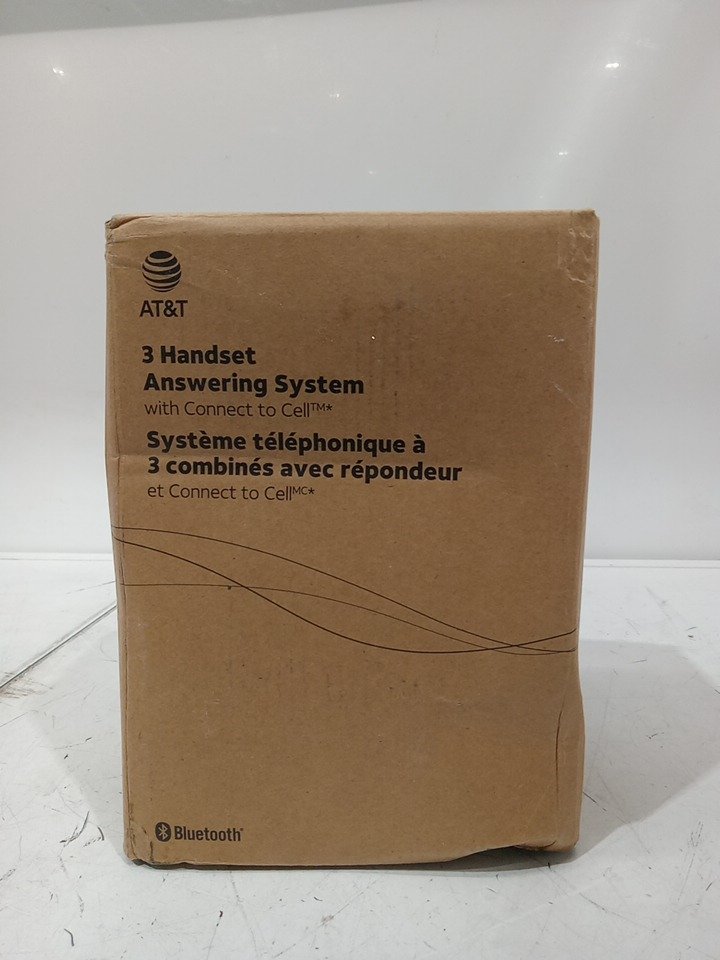 AT&T
3 Handset
Answering System
with Connect to Cell™*
Système téléphonique à
3 combinés avec répondeur
et Connect to Cellᴹᶜ*
Bluetooth®